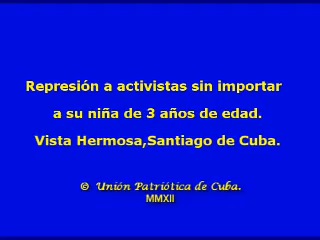 Represión a activistas sin importar
a su niña de 3 años de edad.
Vista Hermosa,Santiago de Cuba.
© Unión Patriótica de Cuba.
MMXII